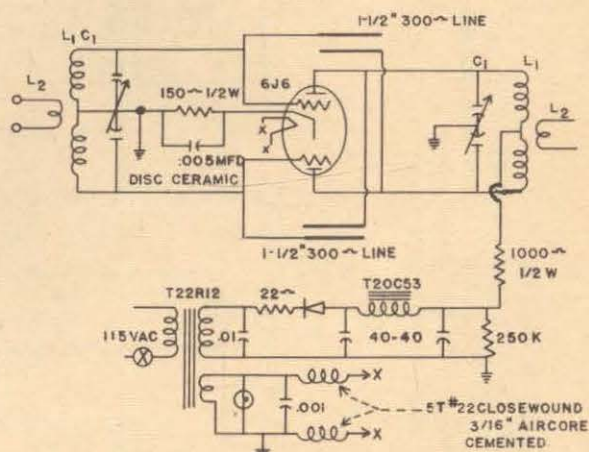 1-1/2" 300~ LINE
L1 C1
C1
L1
L2
150~ 1/2W
6J6
L2
X
X
.005MFD
DISC CERAMIC
1-1/2" 300~ LINE
1000~
1/2 W
T22R12
22~
T20C53
115VAC
.01
40-40
250K
X
.001
5T #22 CLOSEWOUND
3/16" AIRCORE
CEMENTED
X